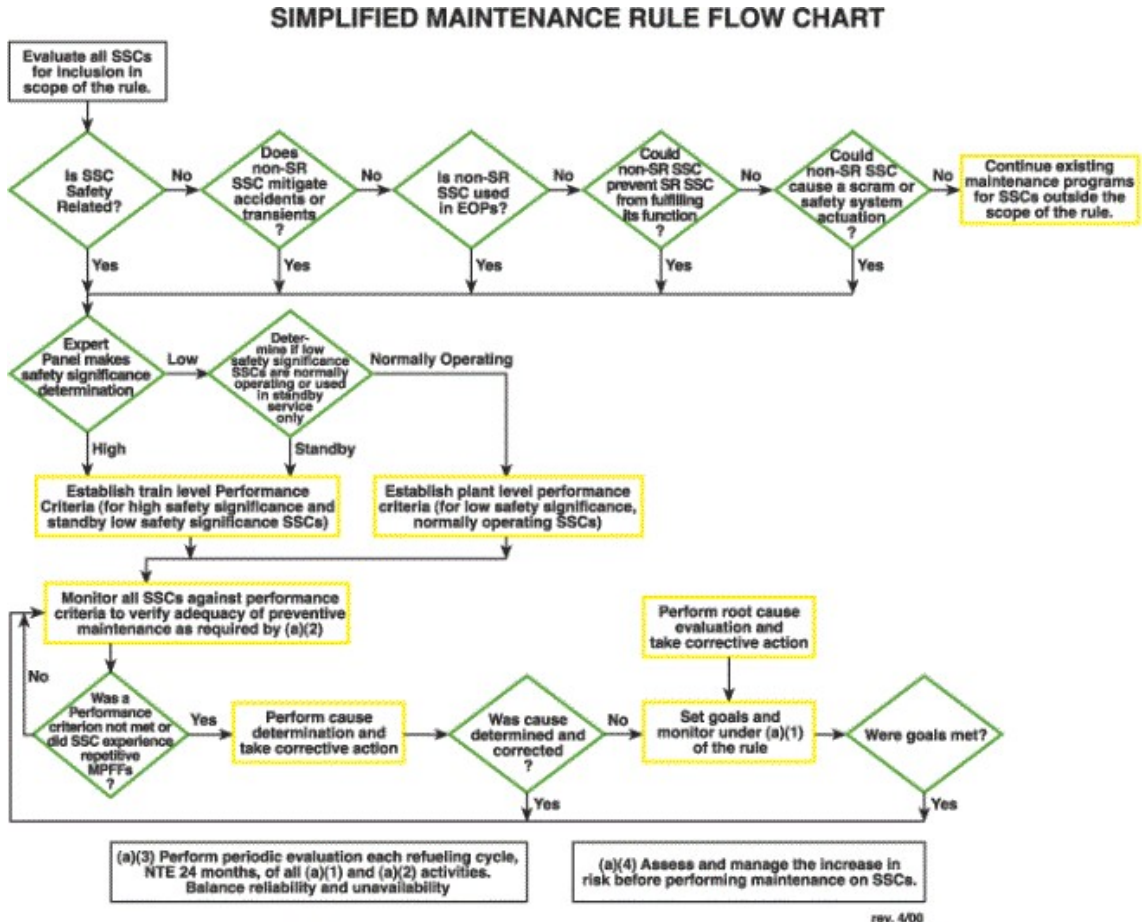 SIMPLIFIED MAINTENANCE RULE FLOW CHART
Evaluate all SSCs
for inclusion in
scope of the rule.
Is SSC
Safety
Related?
No
Does
non-SR
SSC mitigate
accidents or
transients
?
No
Is non-SR
SSC used
in EOPs?
No
Could
non-SR SSC
prevent SR SSC
from fulfilling
its function
?
No
Could
non-SR SSC
cause a scram or
safety system
actuation
?
No
Continue existing
maintenance programs
for SSCs outside the
scope of the rule.
Yes
Yes
Yes
Yes
Yes
Expert
Panel makes
safety significance
determination
Low
Deter-
mine if low
safety significance
SSCs are normally
operating or used
in standby
service
only
Normally Operating
High
Standby
Establish train level Performance
Criteria (for high safety significance and
standby low safety significance SSCs)
Establish plant level performance
criteria (for low safety significance,
normally operating SSCs)
Monitor all SSCs against performance
criteria to verify adequacy of preventive
maintenance as required by (a)(2)
Perform root cause
evaluation and
take corrective action
No
Was a
Performance
criterion not met or
did SSC experience
repetitive
MPFFs
?
Yes
Perform cause
determination and
take corrective action
Was cause
determined and
corrected
?
No
Set goals and
monitor under (a)(1)
of the rule
Were goals met?
Yes
Yes
(a)(3) Perform periodic evaluation each refueling cycle,
NTE 24 months, of all (a)(1) and (a)(2) activities.
Balance reliability and unavailability
(a)(4) Assess and manage the increase in
risk before performing maintenance on SSCs.
rev. 4/00